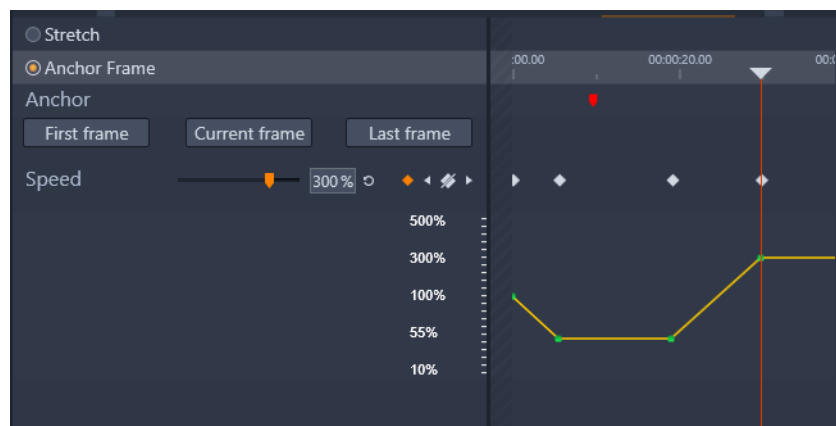 Stretch
Anchor Frame
:00.00 00:00:20.00 00:
Anchor
First frame Current frame Last frame
Speed 300 %
500%
300%
100%
55%
10%